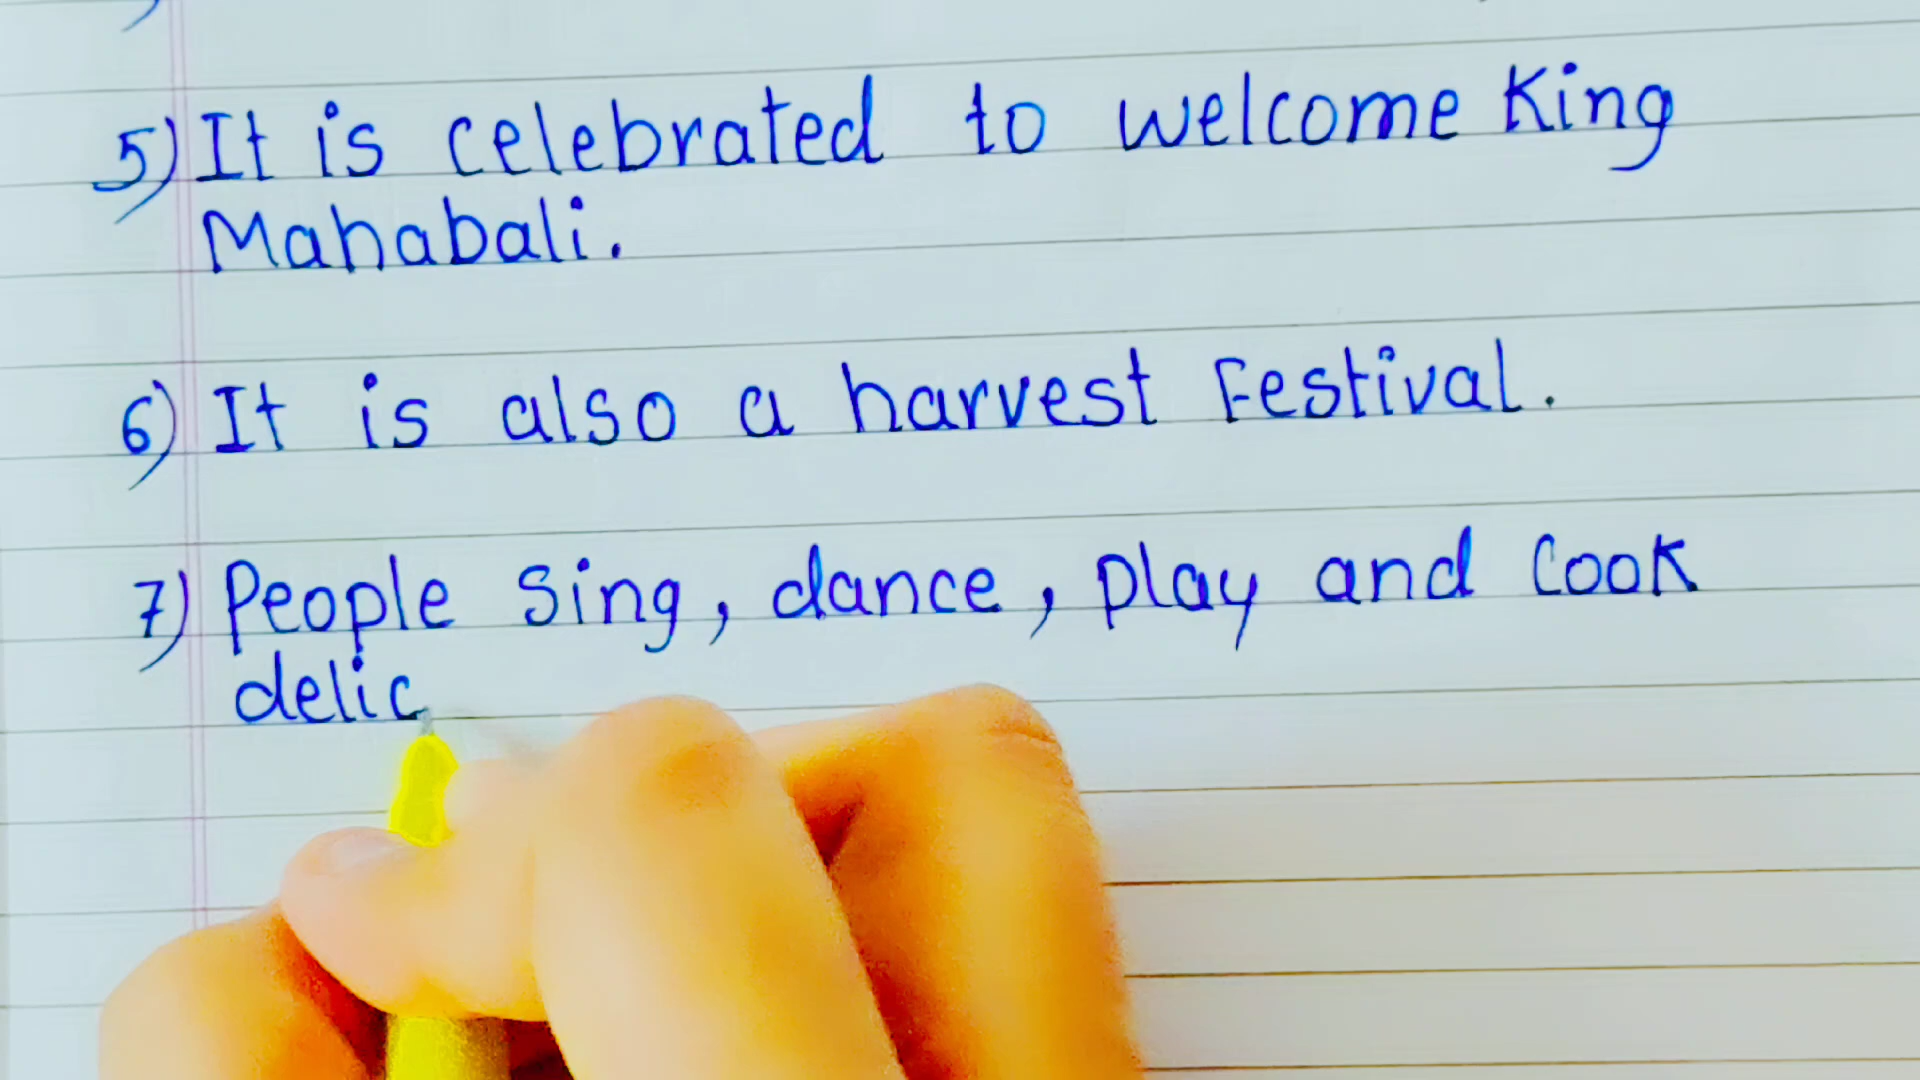 5) It is celebrated to welcome King
Mahabali.
6) It is also a harvest Festival.
7) People sing, dance, play and cook
delic